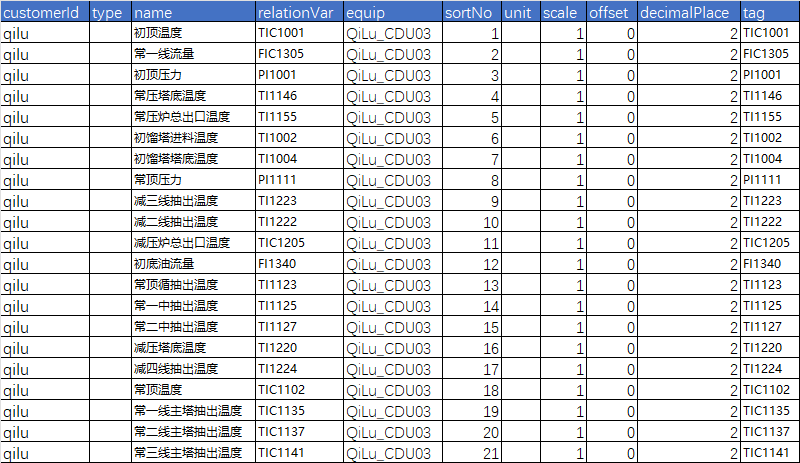 customerId type name relationVar equip sortNo unit scale offset decimalPlace tag
qilu 初顶温度 TIC1001 QiLu_CDU03 1 1 0 2 TIC1001
qilu 常一线流量 FIC1305 QiLu_CDU03 2 1 0 2 FIC1305
qilu 初顶压力 PI1001 QiLu_CDU03 3 1 0 2 PI1001
qilu 常压塔底温度 TI1146 QiLu_CDU03 4 1 0 2 TI1146
qilu 常压炉总出口温度 TI1155 QiLu_CDU03 5 1 0 2 TI1155
qilu 初馏塔进料温度 TI1002 QiLu_CDU03 6 1 0 2 TI1002
qilu 初馏塔塔底温度 TI1004 QiLu_CDU03 7 1 0 2 TI1004
qilu 常顶压力 PI1111 QiLu_CDU03 8 1 0 2 PI1111
qilu 减三线抽出温度 TI1223 QiLu_CDU03 9 1 0 2 TI1223
qilu 减二线抽出温度 TI1222 QiLu_CDU03 10 1 0 2 TI1222
qilu 减压炉总出口温度 TIC1205 QiLu_CDU03 11 1 0 2 TIC1205
qilu 初底油流量 FI1340 QiLu_CDU03 12 1 0 2 FI1340
qilu 常顶循抽出温度 TI1123 QiLu_CDU03 13 1 0 2 TI1123
qilu 常一中抽出温度 TI1125 QiLu_CDU03 14 1 0 2 TI1125
qilu 常二中抽出温度 TI1127 QiLu_CDU03 15 1 0 2 TI1127
qilu 减压塔底温度 TI1220 QiLu_CDU03 16 1 0 2 TI1220
qilu 减四线抽出温度 TI1224 QiLu_CDU03 17 1 0 2 TI1224
qilu 常顶温度 TIC1102 QiLu_CDU03 18 1 0 2 TIC1102
qilu 常一线主塔抽出温度 TIC1135 QiLu_CDU03 19 1 0 2 TIC1135
qilu 常二线主塔抽出温度 TIC1137 QiLu_CDU03 20 1 0 2 TIC1137
qilu 常三线主塔抽出温度 TIC1141 QiLu_CDU03 21 1 0 2 TIC1141